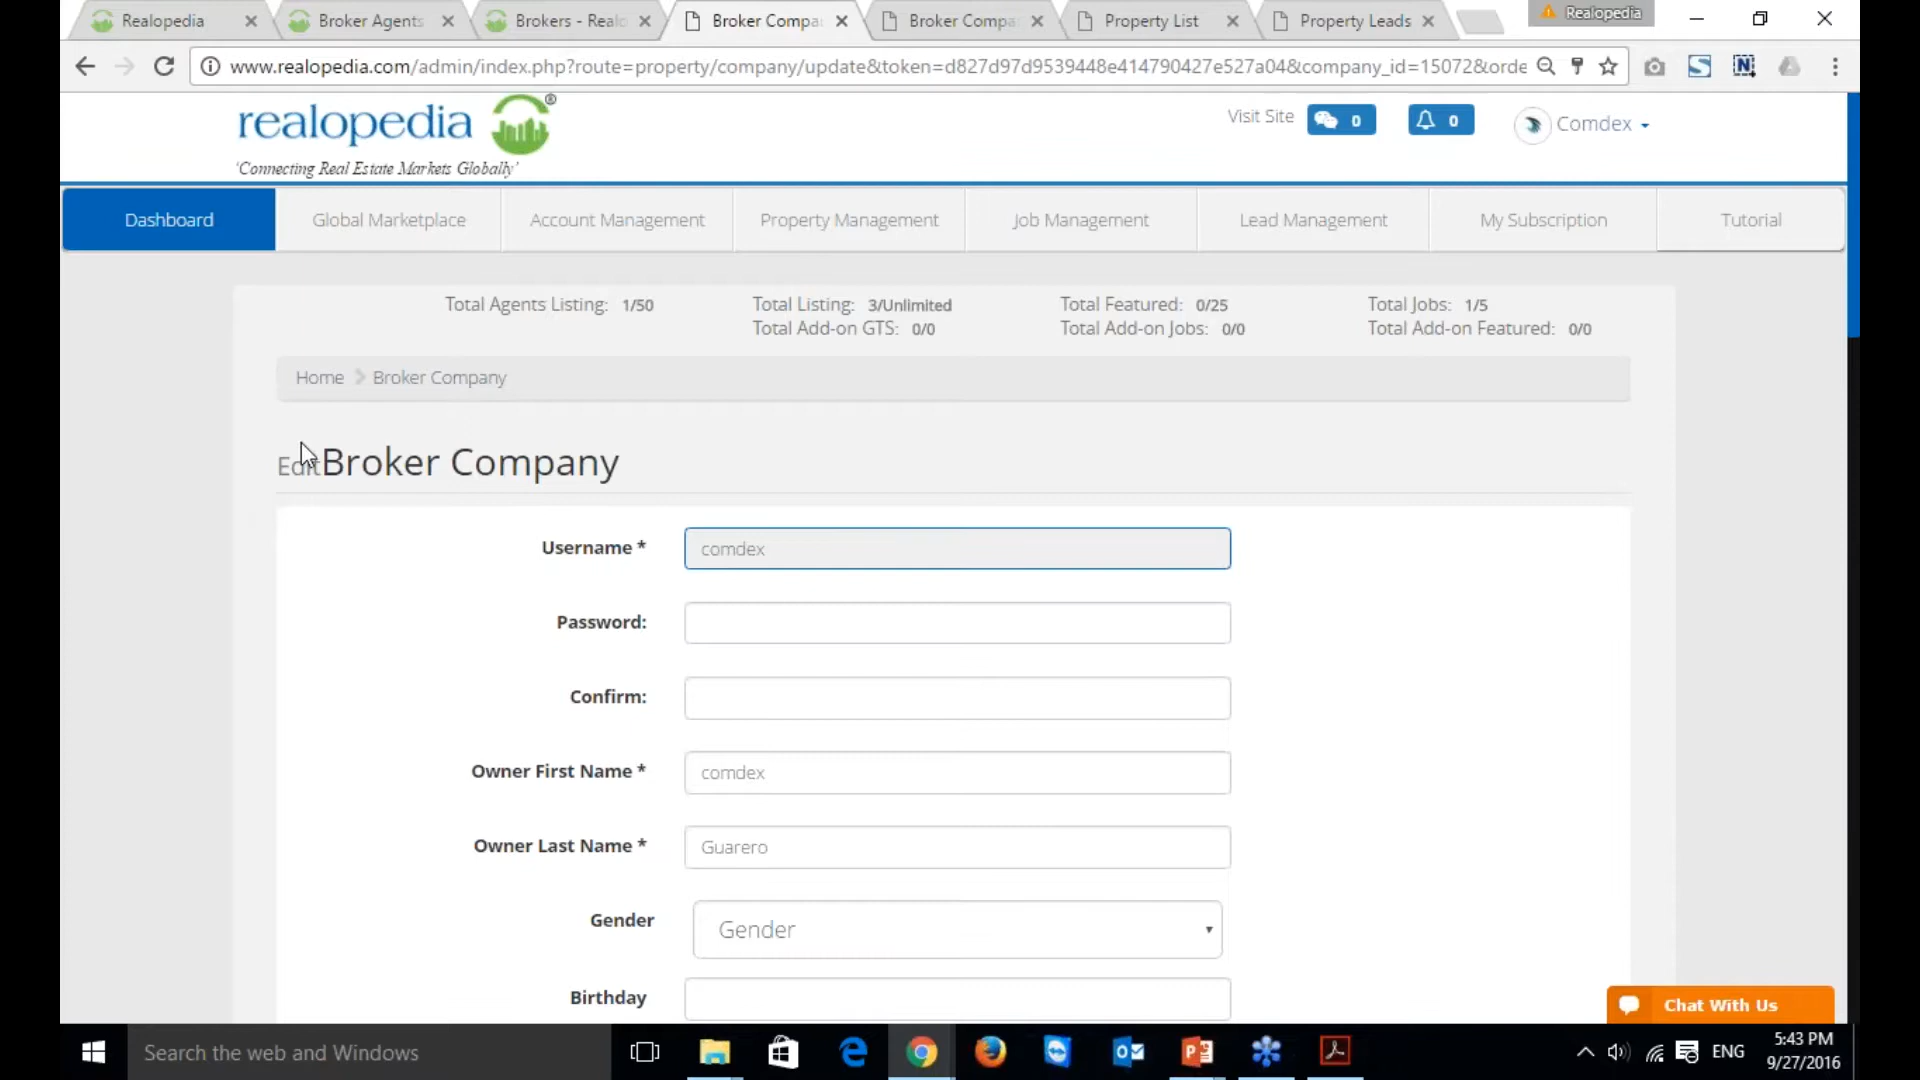 Realopedia
Broker Agents
Brokers - Realo
Broker Compa
Broker Compa
Property List
Property Leads
Realopedia
www.realopedia.com/admin/index.php?route=property/company/update&token=d827d97d9539448e414790427e527a04&company_id=15072&orde
realopedia ®
'Connecting Real Estate Markets Globally'
Visit Site
0
0
Comdex
Dashboard
Global Marketplace
Account Management
Property Management
Job Management
Lead Management
My Subscription
Tutorial
Total Agents Listing: 1/50
Total Listing: 3/Unlimited
Total Featured: 0/25
Total Jobs: 1/5
Total Add-on GTS: 0/0
Total Add-on Jobs: 0/0
Total Add-on Featured: 0/0
Home
Broker Company
Edit Broker Company
Username *
comdex
Password:
Confirm:
Owner First Name *
comdex
Owner Last Name *
Guarero
Gender
Gender
Birthday
Chat With Us
Search the web and Windows
ENG
5:43 PM
9/27/2016